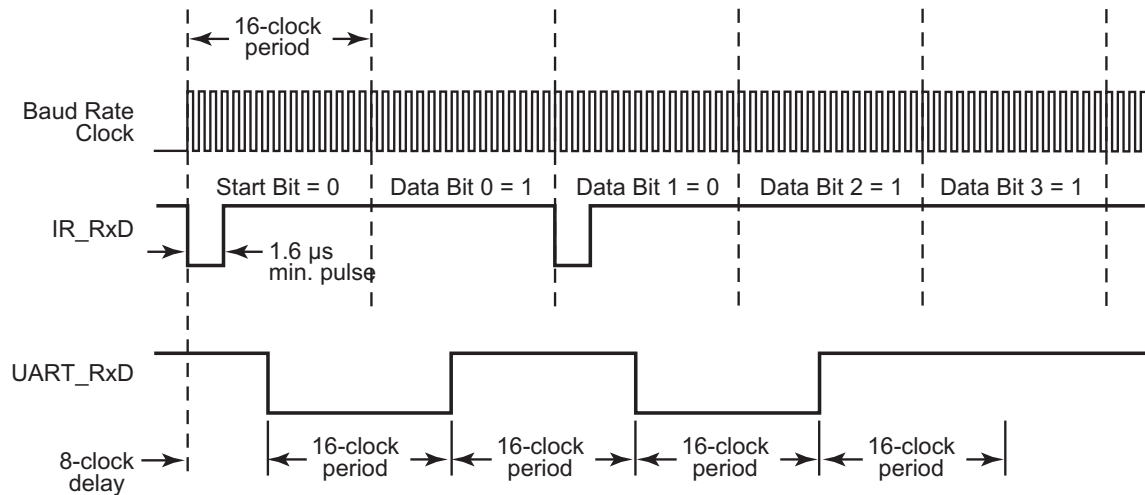 16-clock
period
Baud Rate
Clock
Start Bit = 0
Data Bit 0 = 1
Data Bit 1 = 0
Data Bit 2 = 1
Data Bit 3 = 1
IR_RxD
1.6 µs
min. pulse
UART_RxD
8-clock
delay
16-clock
period
16-clock
period
16-clock
period
16-clock
period